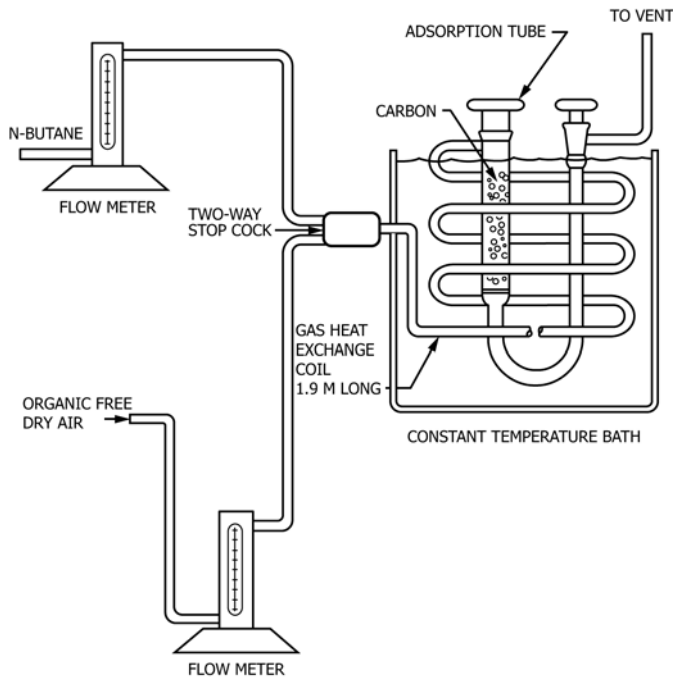 TO VENT
ADSORPTION TUBE
CARBON
N-BUTANE
FLOW METER
TWO-WAY
STOP COCK
GAS HEAT
EXCHANGE
COIL
1.9 M LONG
ORGANIC FREE
DRY AIR
CONSTANT TEMPERATURE BATH
FLOW METER